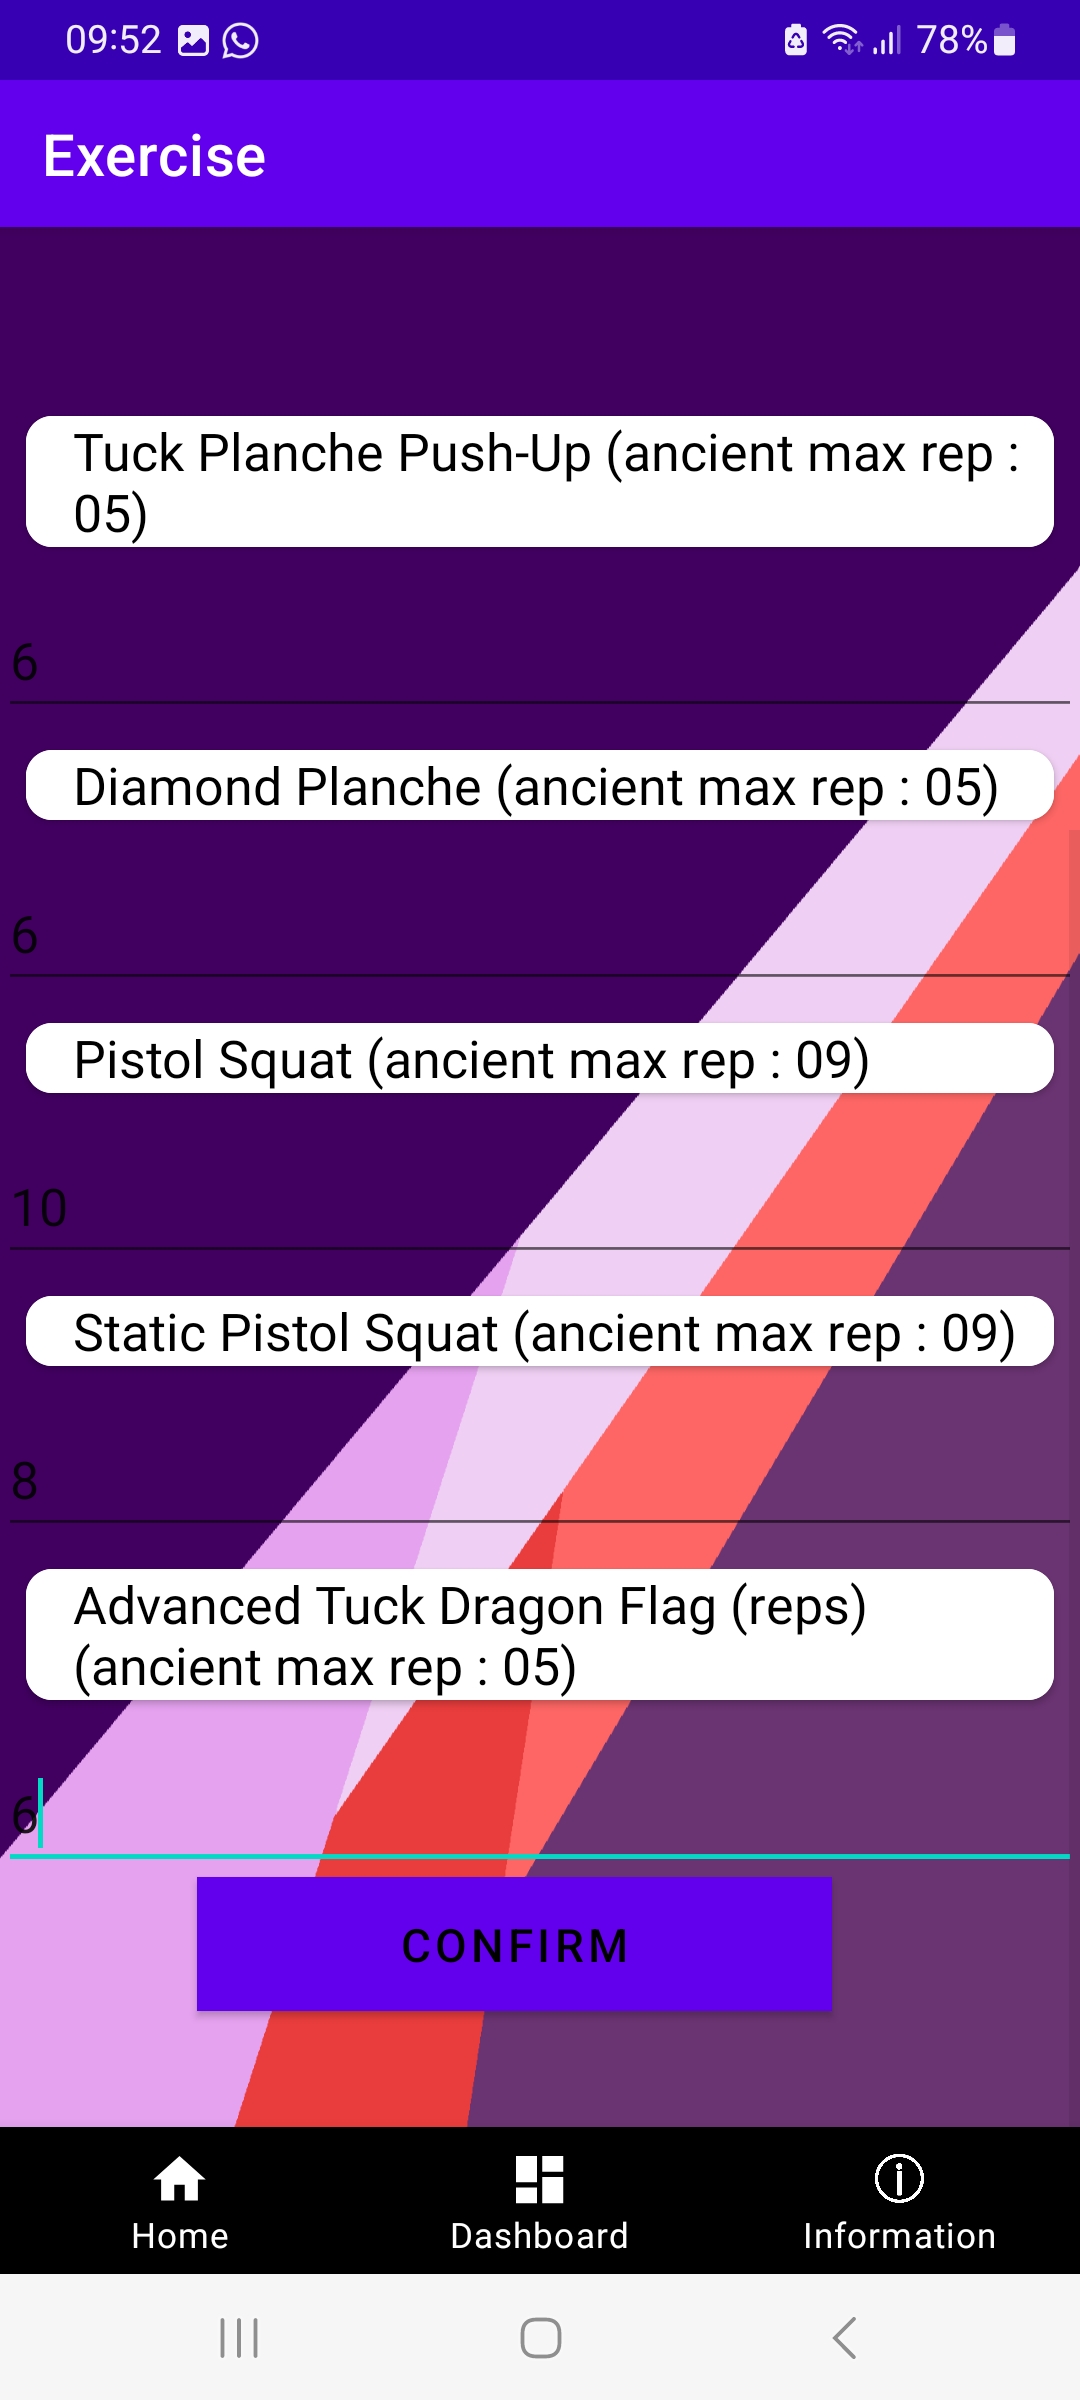 09:52
78%
Exercise
Tuck Planche Push-Up (ancient max rep :
05)
6
Diamond Planche (ancient max rep : 05)
6
Pistol Squat (ancient max rep : 09)
10
Static Pistol Squat (ancient max rep : 09)
8
Advanced Tuck Dragon Flag (reps)
(ancient max rep : 05)
6
CONFIRM
Home
Dashboard
Information